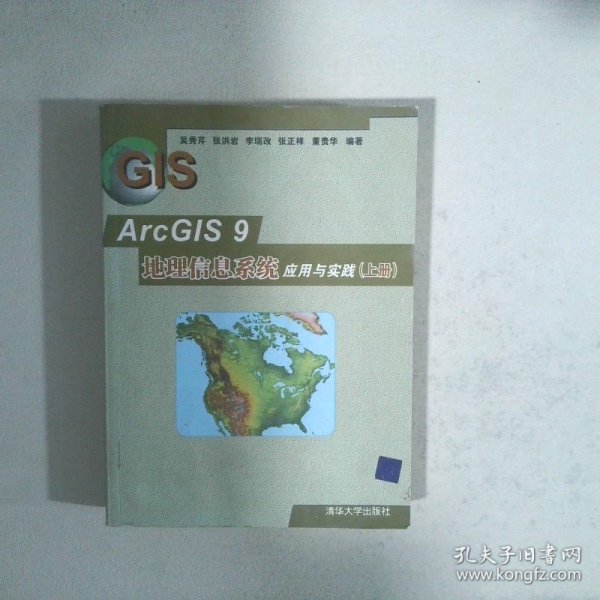 吴秀芹 张洪岩 李瑞改 张正祥 董贵华 编著
GIS
ArcGIS 9
地理信息系统 应用与实践(上册)
清华大学出版社
孔夫子旧书网
www.kongfz.com